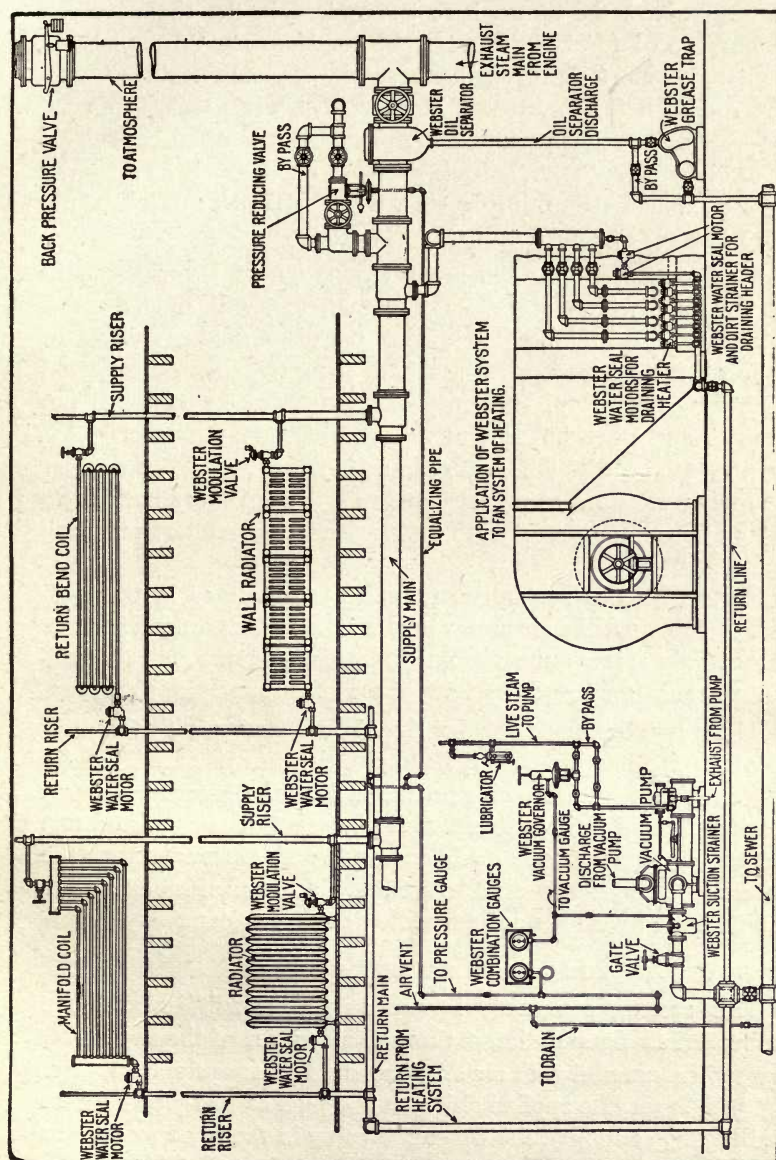 BACK PRESSURE VALVE
TO ATMOSPHERE
EXHAUST STEAM
MAIN FROM
ENGINE
PRESSURE REDUCING VALVE
BY PASS
WEBSTER
OIL
SEPARATOR
OIL
SEPARATOR
DISCHARGE
WEBSTER
GREASE TRAP
BY PASS
SUPPLY RISER
RETURN BEND COIL
WEBSTER
MODULATION
VALVE
WALL RADIATOR
RETURN RISER
WEBSTER
WATER SEAL
MOTOR
WEBSTER
WATER SEAL
MOTOR
SUPPLY MAIN
EQUALIZING PIPE
APPLICATION OF WEBSTER SYSTEM
TO FAN SYSTEM OF HEATING.
WEBSTER
WATER SEAL
MOTORS FOR
DRAINING
HEATER
WEBSTER WATER SEAL MOTOR
AND DIRT STRAINER FOR
DRAINING HEADER
RETURN LINE
MANIFOLD COIL
SUPPLY
RISER
WEBSTER
MODULATION
VALVE
RADIATOR
WEBSTER
WATER SEAL
MOTOR
WEBSTER
WATER SEAL
MOTOR
RETURN
RISER
RETURN MAIN
RETURN FROM
HEATING
SYSTEM
AIR VENT
TO PRESSURE GAUGE
WEBSTER
COMBINATION GAUGES
TO VACUUM GAUGE
WEBSTER
VACUUM GOVERNOR
LUBRICATOR
LIVE STEAM
TO PUMP
BY PASS
DISCHARGE
FROM VACUUM
PUMP
VACUUM PUMP
EXHAUST FROM PUMP
WEBSTER SUCTION STRAINER
GATE
VALVE
TO DRAIN
TO SEWER